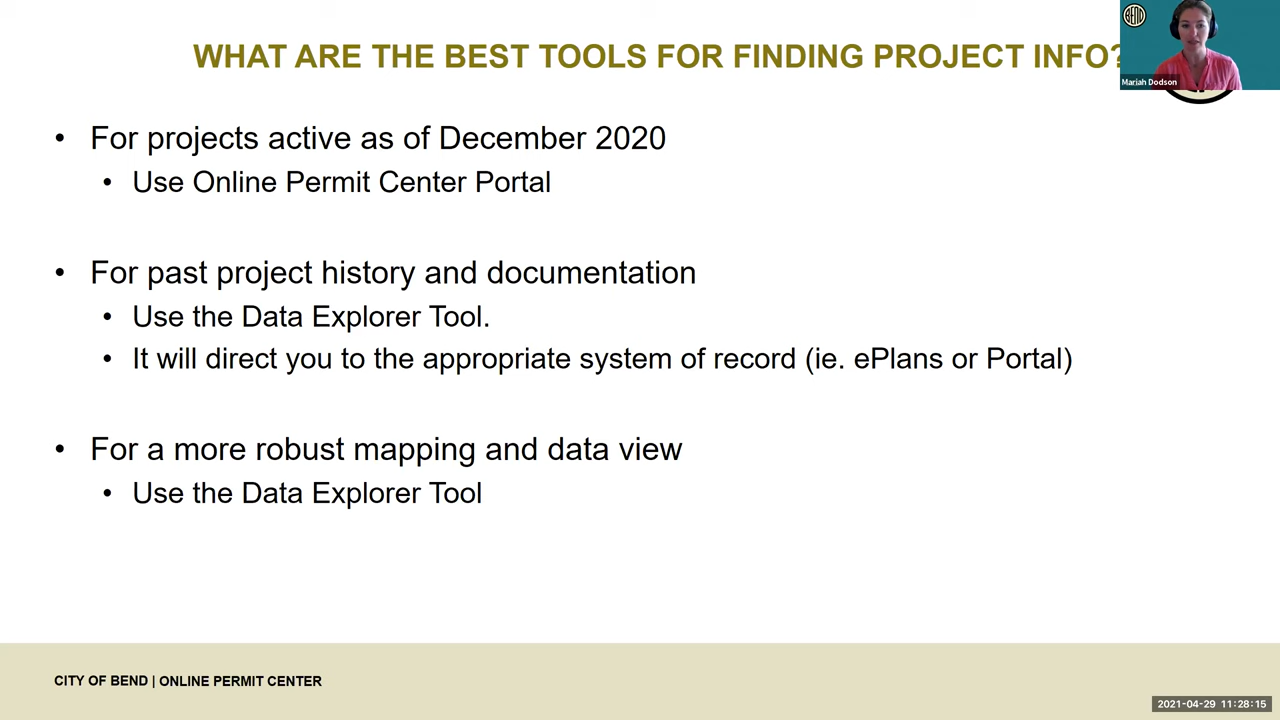 WHAT ARE THE BEST TOOLS FOR FINDING PROJECT INFO?
BEND
Mariah Dodson
• For projects active as of December 2020
• Use Online Permit Center Portal
• For past project history and documentation
• Use the Data Explorer Tool.
• It will direct you to the appropriate system of record (ie. ePlans or Portal)
• For a more robust mapping and data view
• Use the Data Explorer Tool
CITY OF BEND | ONLINE PERMIT CENTER
2021-04-29 11:28:15